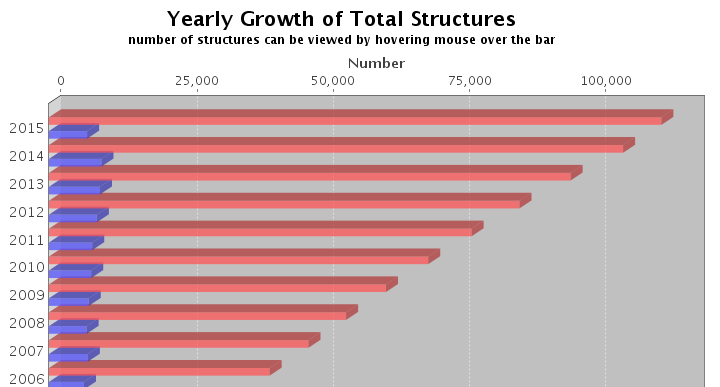 Yearly Growth of Total Structures
number of structures can be viewed by hovering mouse over the bar
Number
0 25,000 50,000 75,000 100,000
2015
2014
2013
2012
2011
2010
2009
2008
2007
2006